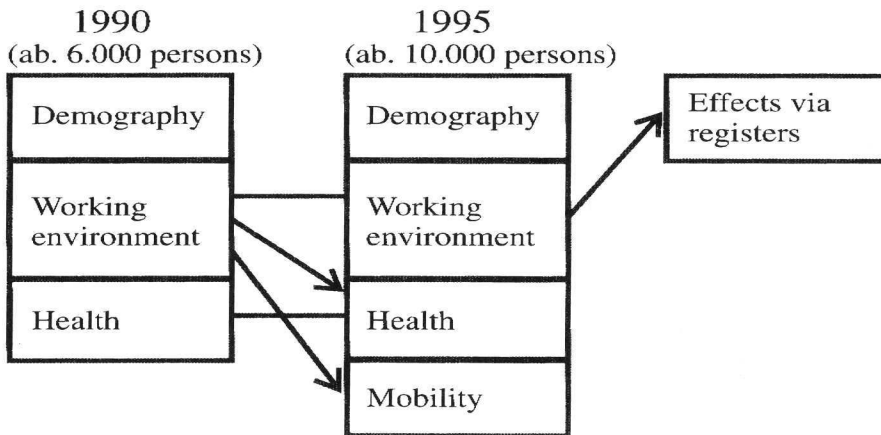 1990
(ab. 6.000 persons)
Demography
Working
environment
Health
1995
(ab. 10.000 persons)
Demography
Working
environment
Health
Mobility
Effects via
registers